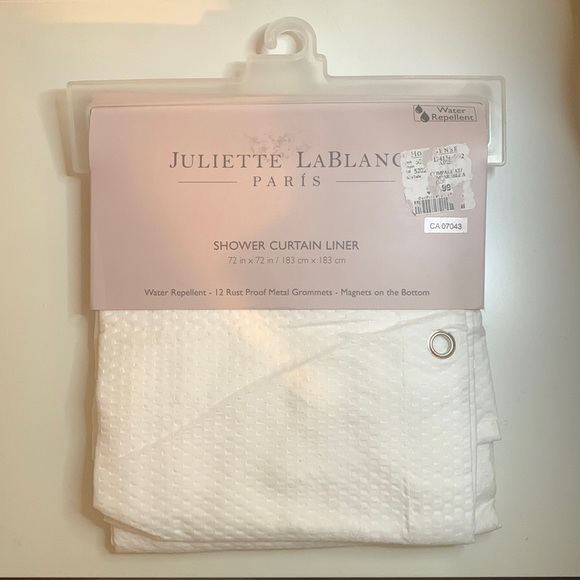 Water
Repellent
JULIETTE LABLANC
PARÍS
.99
CA 07043
SHOWER CURTAIN LINER
72 in x 72 in / 183 cm x 183 cm
Water Repellent - 12 Rust Proof Metal Grommets - Magnets on the Bottom